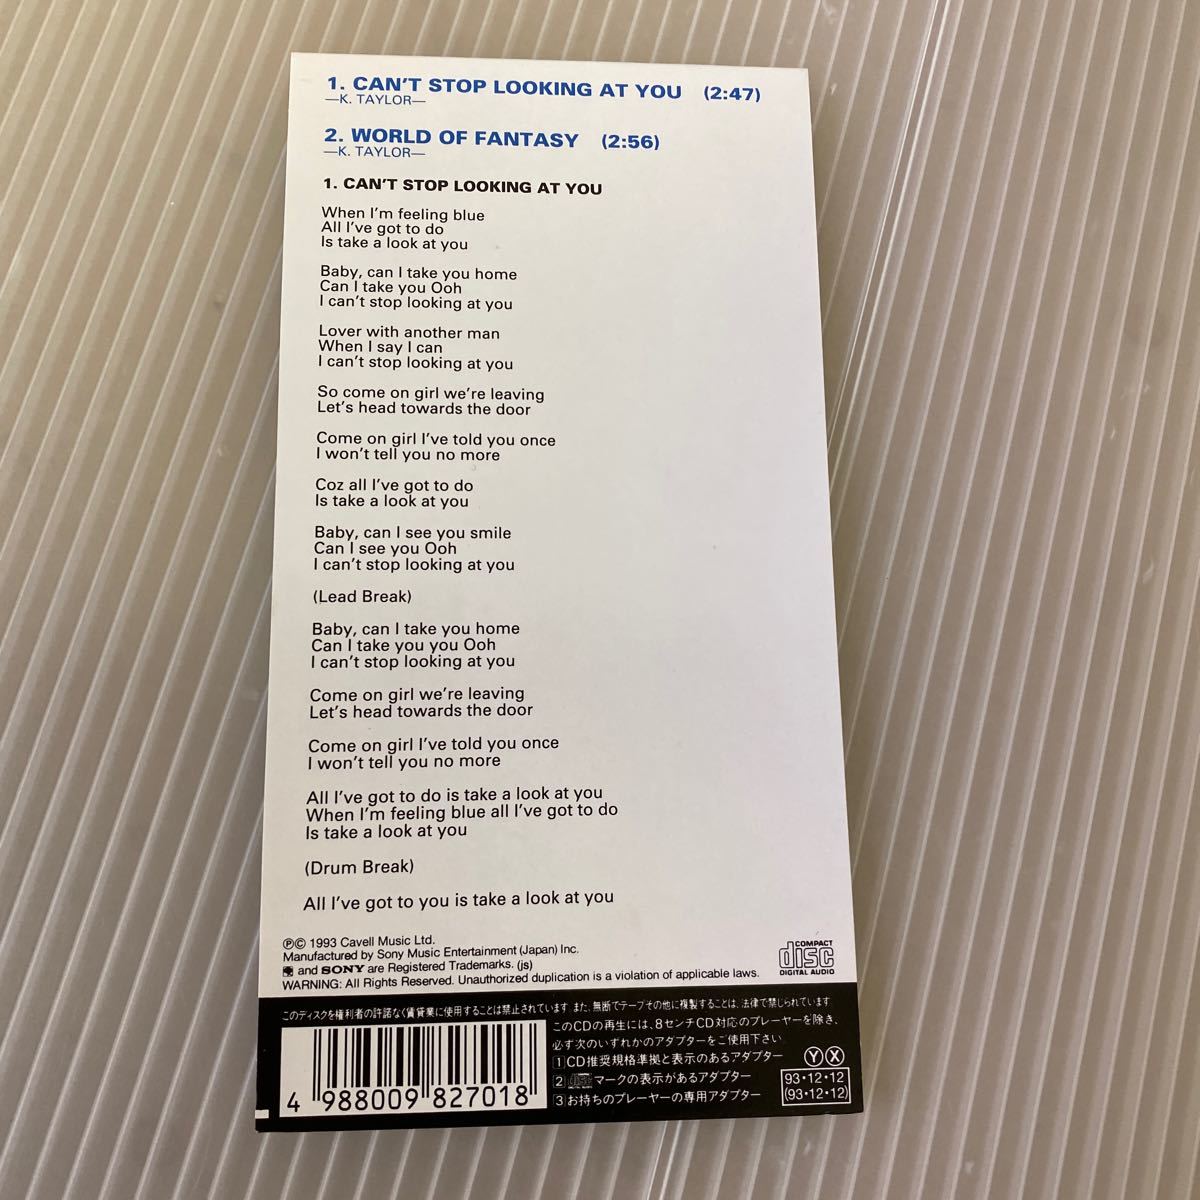 1. CAN'T STOP LOOKING AT YOU (2:47)
—K. TAYLOR—
2. WORLD OF FANTASY (2:56)
—K. TAYLOR—
1. CAN'T STOP LOOKING AT YOU
When I'm feeling blue
All I've got to do
Is take a look at you
Baby, can I take you home
Can I take you Ooh
I can't stop looking at you
Lover with another man
When I say I can
I can't stop looking at you
So come on girl we're leaving
Let's head towards the door
Come on girl I've told you once
I won't tell you no more
Coz all I've got to do
Is take a look at you
Baby, can I see you smile
Can I see you Ooh
I can't stop looking at you
(Lead Break)
Baby, can I take you home
Can I take you you Ooh
I can't stop looking at you
Come on girl we're leaving
Let's head towards the door
Come on girl I've told you once
I won't tell you no more
All I've got to do is take a look at you
When I'm feeling blue all I've got to do
Is take a look at you
(Drum Break)
All I've got to you is take a look at you
ⓅⒸ 1993 Cavell Music Ltd.
Manufactured by Sony Music Entertainment (Japan) Inc.
and SONY are Registered Trademarks. (js)
WARNING: All Rights Reserved. Unauthorized duplication is a violation of applicable laws.
COMPACT
disc
DIGITAL AUDIO
このディスクを権利者の許諾なく賃貸業に使用することは禁止されています。また、無断でテープその他に複製することは、法律で禁じられています。
このCDの再生には、8センチCD対応のプレーヤーを除き、
必ず次のいずれかのアダプターをご使用下さい。
1 CD推奨規格準拠と表示のあるアダプター
2 disc マークの表示があるアダプター
3 お持ちのプレーヤーの専用アダプター
Ⓨ Ⓧ
93・12・12
(93・12・12)
4 988009 827018